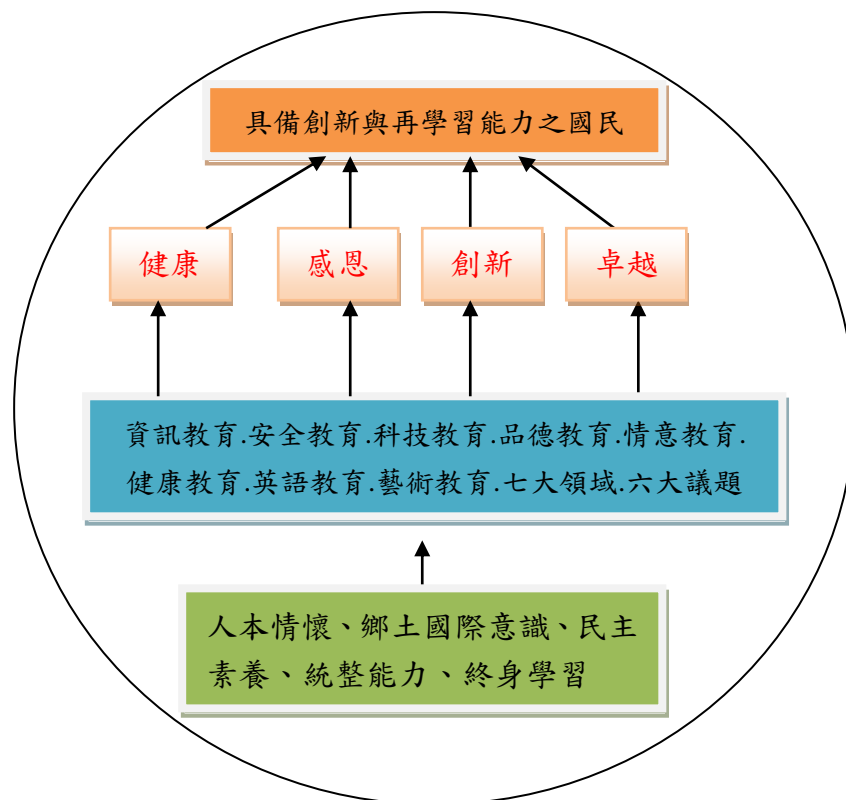 具備創新與再學習能力之國民
健康
感恩
創新
卓越
資訊教育.安全教育.科技教育.品德教育.情意教育.
健康教育.英語教育.藝術教育.七大領域.六大議題
人本情懷、鄉土國際意識、民主
素養、統整能力、終身學習